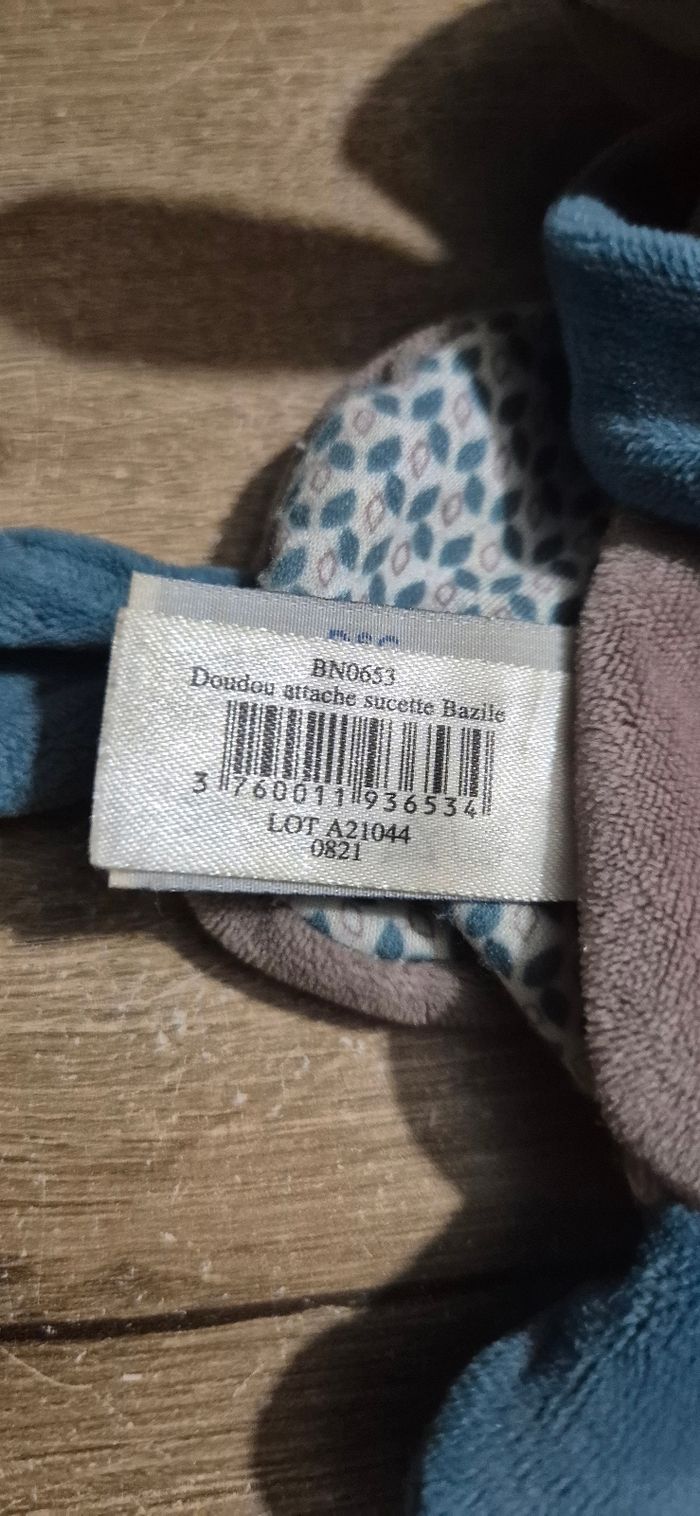 BN0653
Doudou attache sucette Bazile
3 760011 936534
LOT A21044
0821